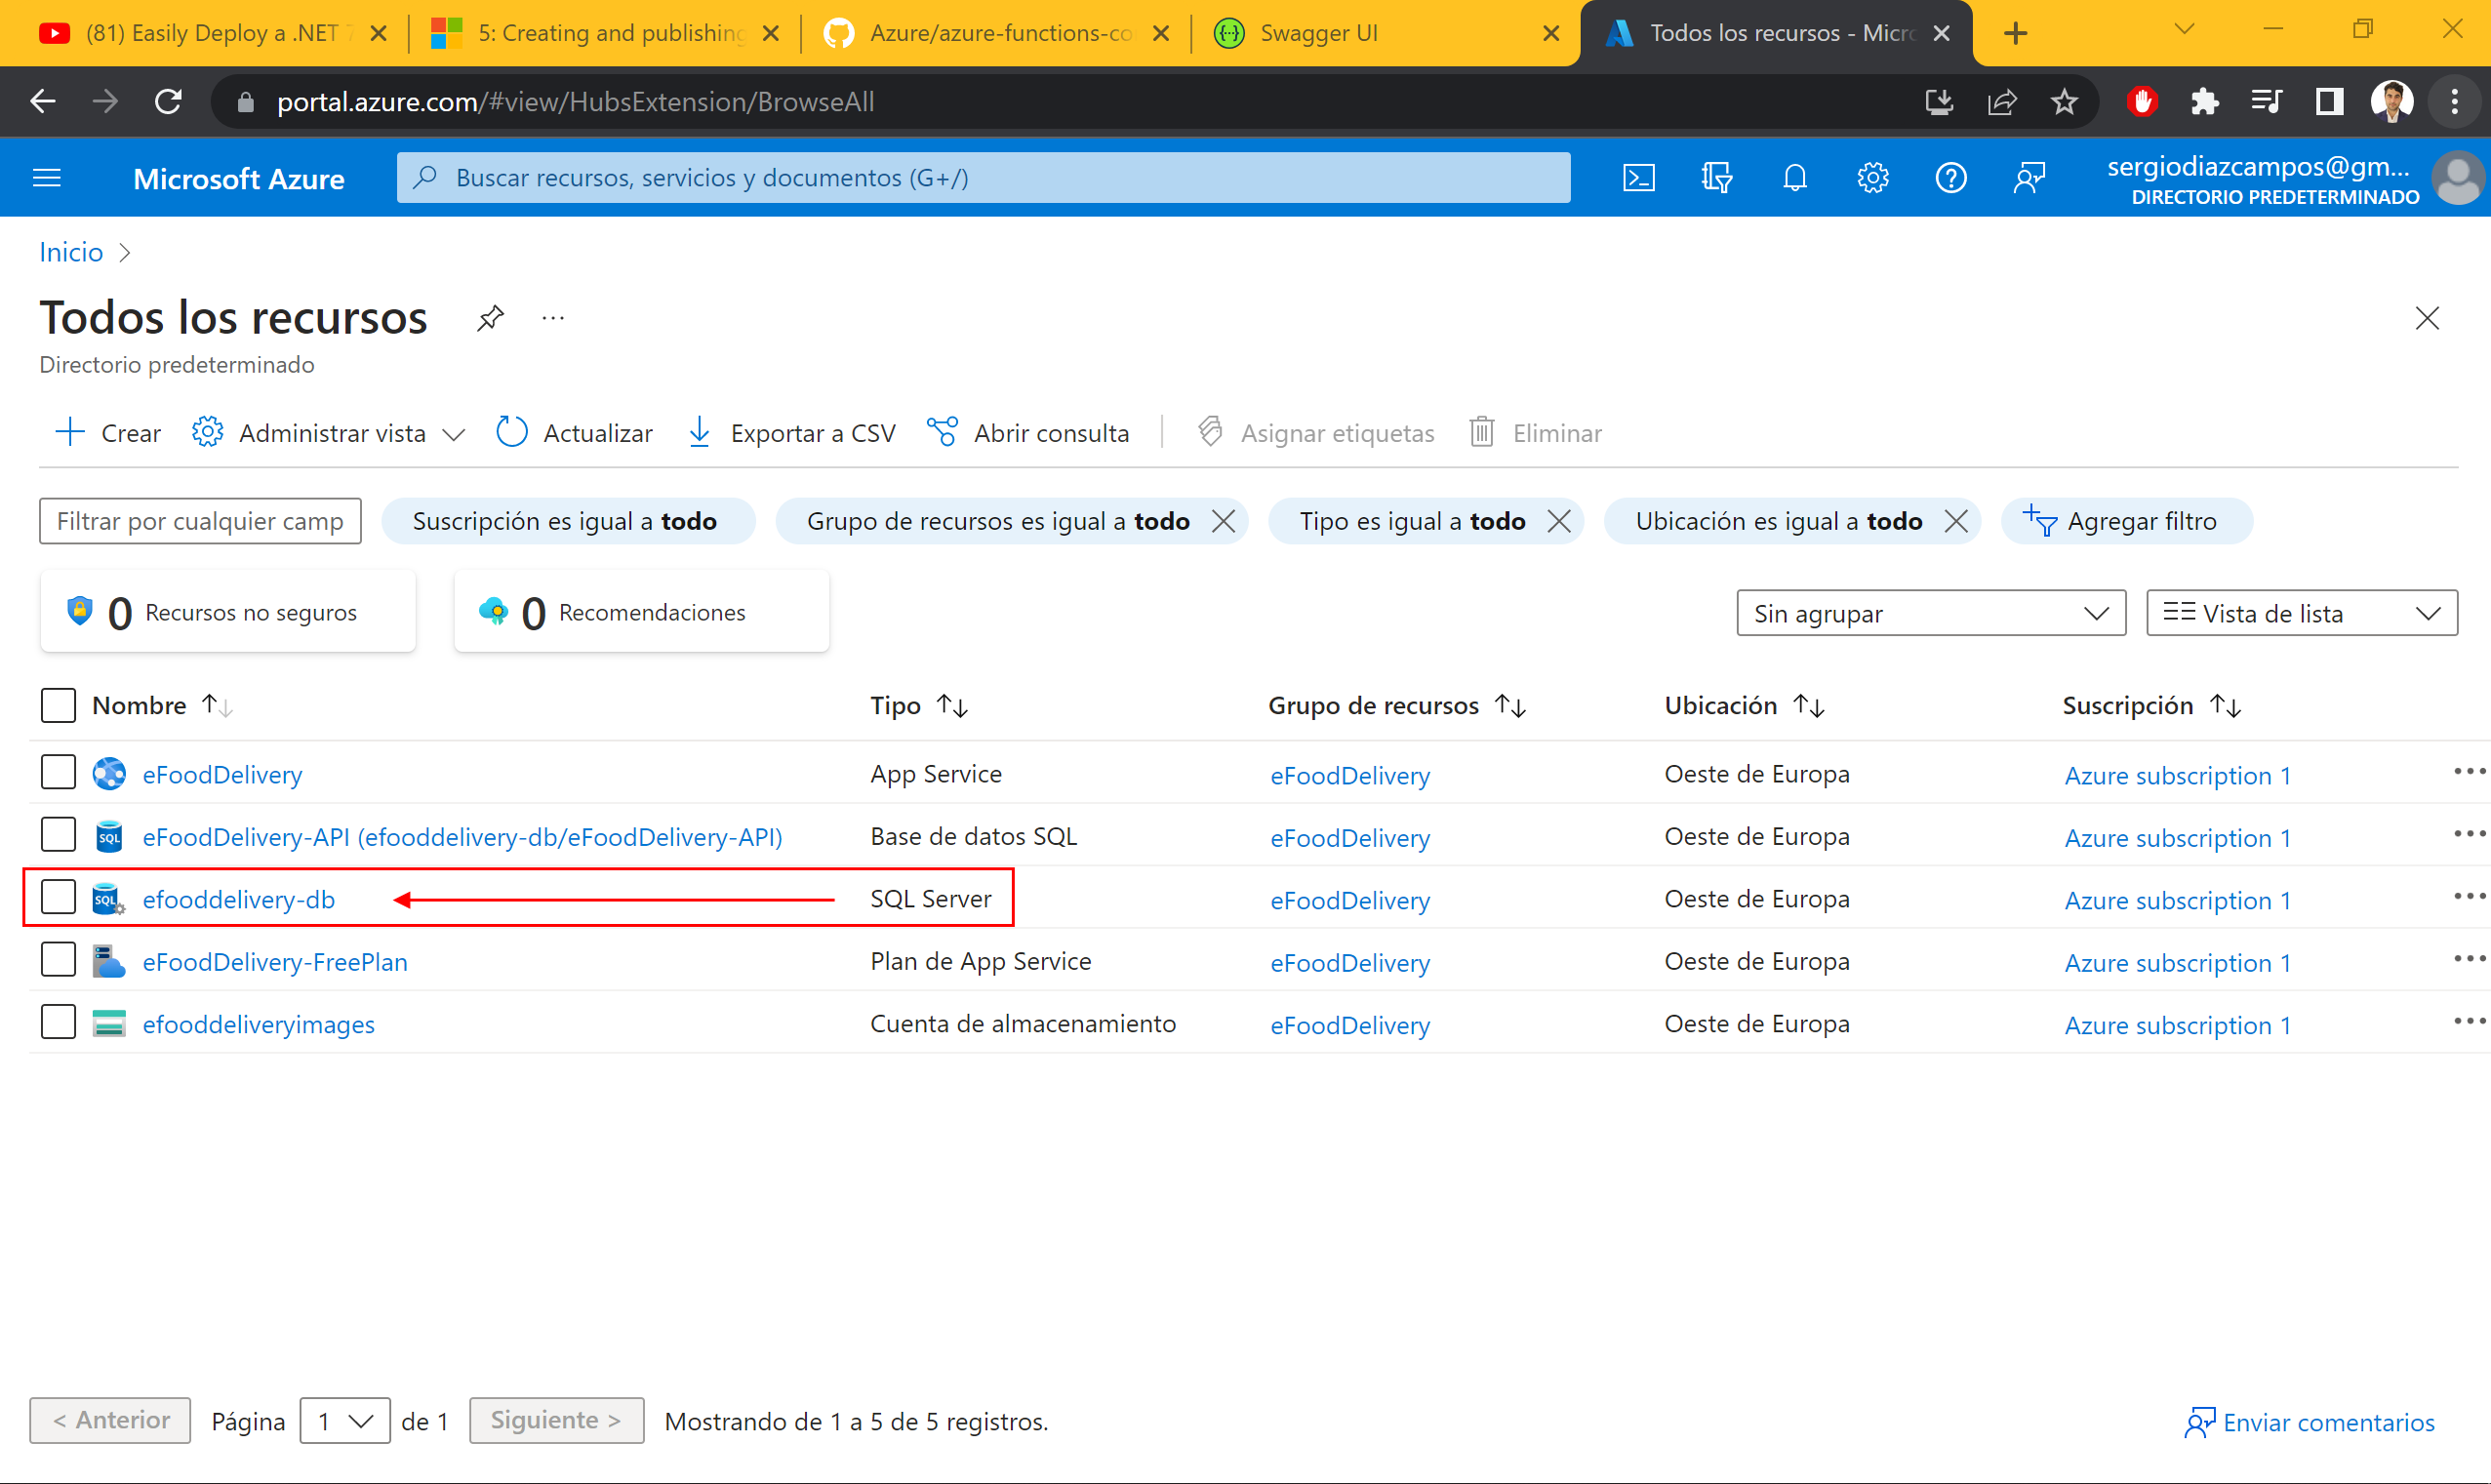 (81) Easily Deploy a .NET 7
5: Creating and publishing
Azure/azure-functions-co
Swagger UI
Todos los recursos - Micro
portal.azure.com/#view/HubsExtension/BrowseAll
Microsoft Azure
Buscar recursos, servicios y documentos (G+/)
sergiodiazcampos@gm...
DIRECTORIO PREDETERMINADO
Inicio >
Todos los recursos
Directorio predeterminado
Crear Administrar vista Actualizar Exportar a CSV Abrir consulta Asignar etiquetas Eliminar
Filtrar por cualquier camp Suscripción es igual a todo Grupo de recursos es igual a todo Tipo es igual a todo Ubicación es igual a todo Agregar filtro
0 Recursos no seguros 0 Recomendaciones Sin agrupar Vista de lista
Nombre Tipo Grupo de recursos Ubicación Suscripción
eFoodDelivery App Service eFoodDelivery Oeste de Europa Azure subscription 1
SQL eFoodDelivery-API (efooddelivery-db/eFoodDelivery-API) Base de datos SQL eFoodDelivery Oeste de Europa Azure subscription 1
SQL efooddelivery-db SQL Server eFoodDelivery Oeste de Europa Azure subscription 1
eFoodDelivery-FreePlan Plan de App Service eFoodDelivery Oeste de Europa Azure subscription 1
efooddeliveryimages Cuenta de almacenamiento eFoodDelivery Oeste de Europa Azure subscription 1
< Anterior Página 1 de 1 Siguiente > Mostrando de 1 a 5 de 5 registros. Enviar comentarios